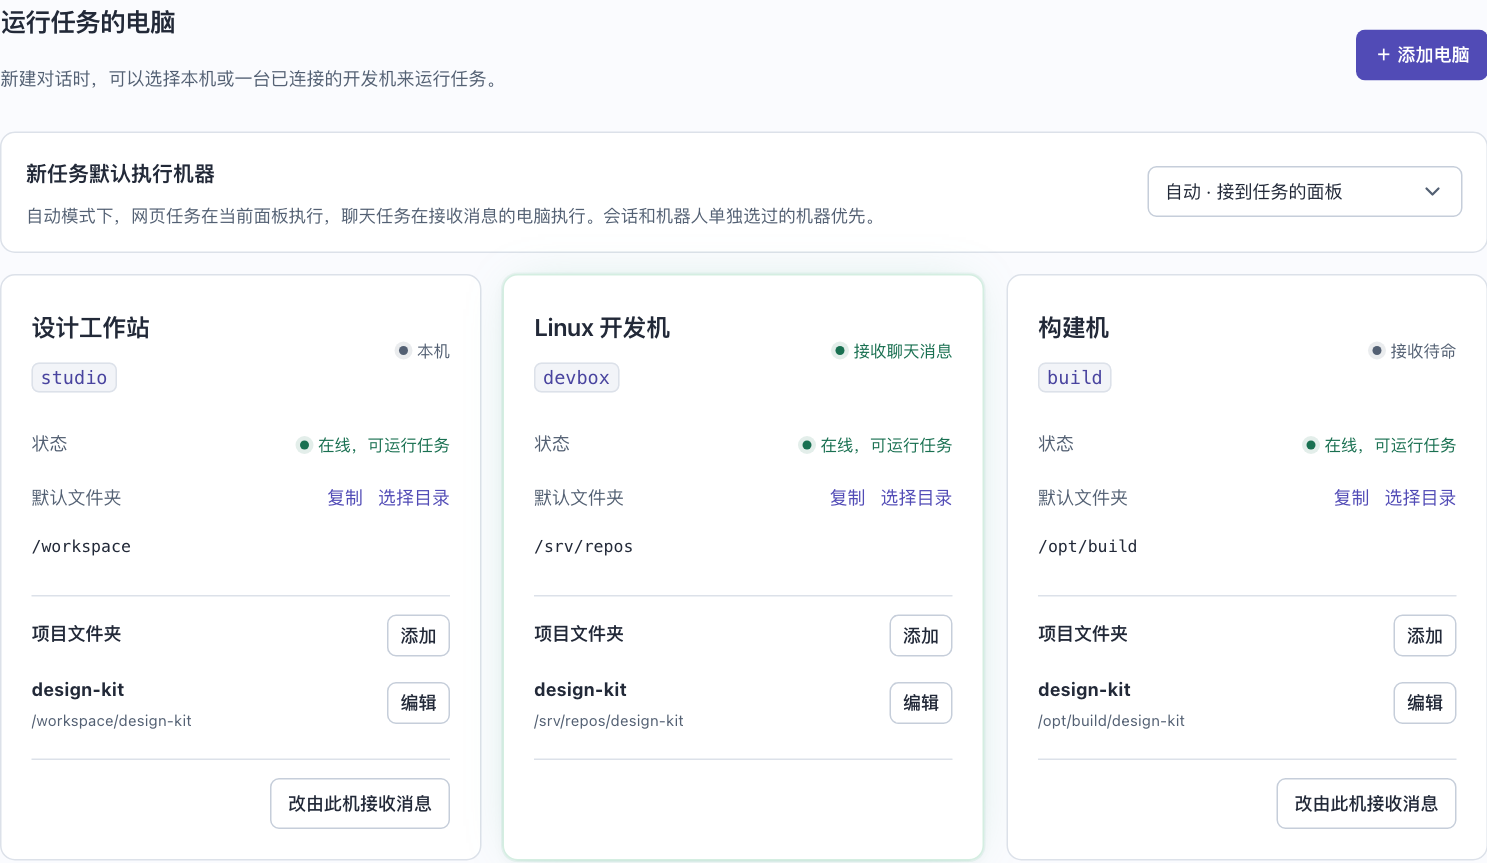 运行任务的电脑
新建对话时，可以选择本机或一台已连接的开发机来运行任务。
+ 添加电脑
新任务默认执行机器
自动模式下，网页任务在当前面板执行，聊天任务在接收消息的电脑执行。会话和机器人单独选过的机器优先。
自动 · 接到任务的面板
设计工作站
本机
studio
状态
在线，可运行任务
默认文件夹
复制 选择目录
/workspace
项目文件夹
添加
design-kit
/workspace/design-kit
编辑
改由此机接收消息
Linux 开发机
接收聊天消息
devbox
状态
在线，可运行任务
默认文件夹
复制 选择目录
/srv/repos
项目文件夹
添加
design-kit
/srv/repos/design-kit
编辑
构建机
接收待命
build
状态
在线，可运行任务
默认文件夹
复制 选择目录
/opt/build
项目文件夹
添加
design-kit
/opt/build/design-kit
编辑
改由此机接收消息